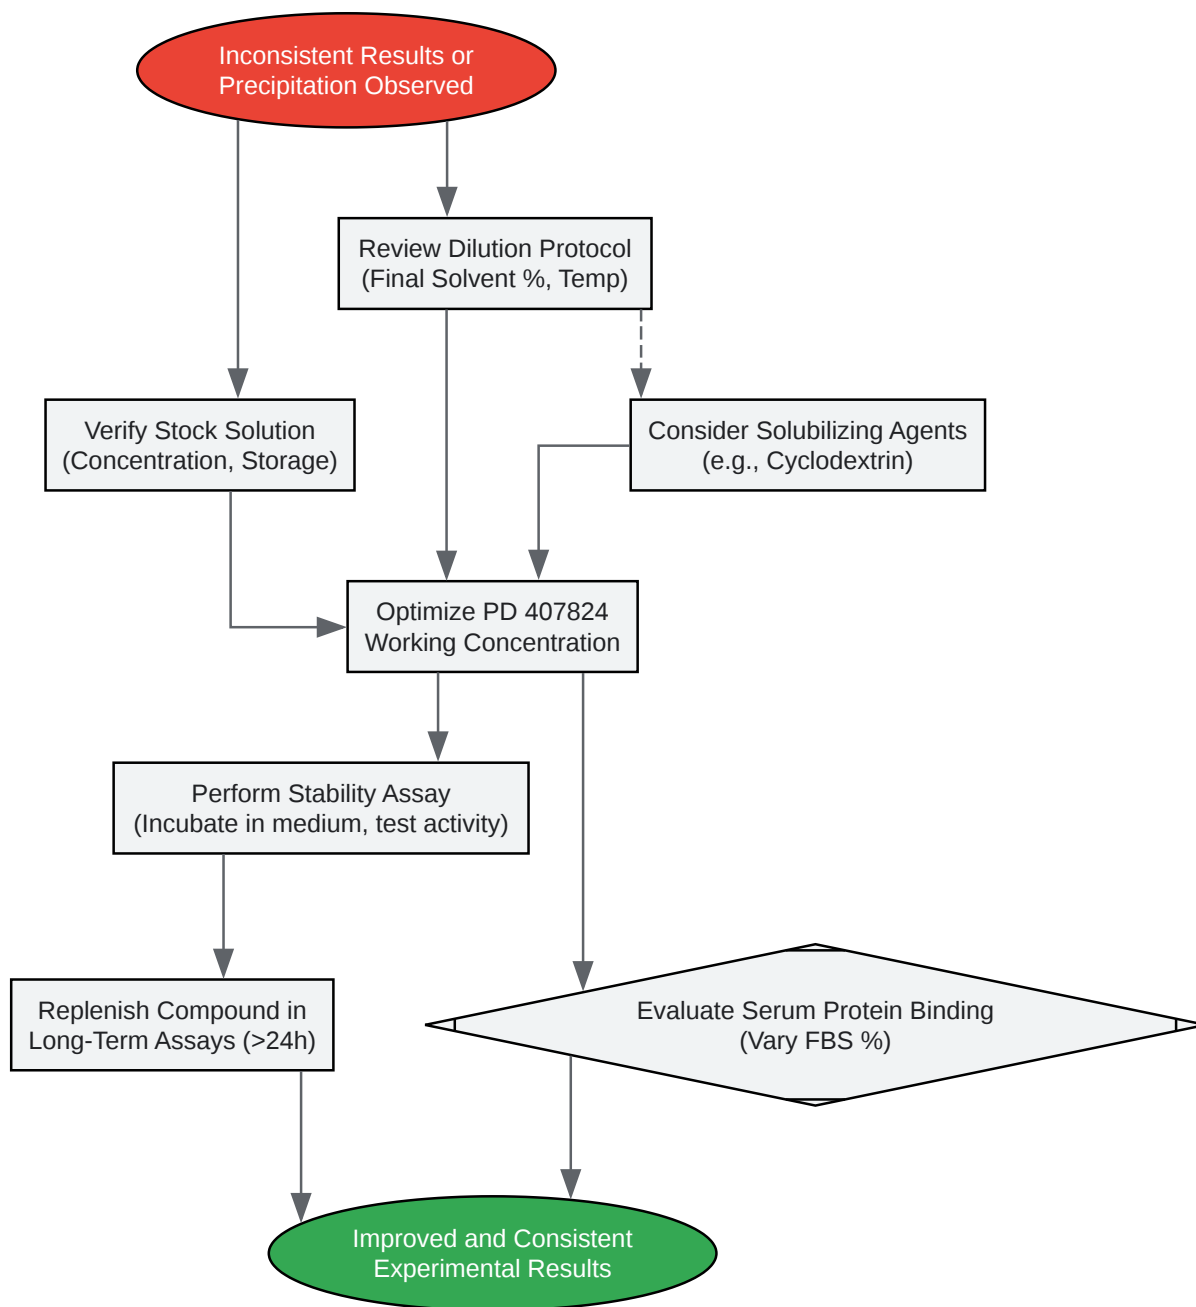 Inconsistent Results or
Precipitation Observed
Review Dilution Protocol
(Final Solvent %, Temp)
Verify Stock Solution
(Concentration, Storage)
Consider Solubilizing Agents
(e.g., Cyclodextrin)
Optimize PD 407824
Working Concentration
Perform Stability Assay
(Incubate in medium, test activity)
Replenish Compound in
Long-Term Assays (>24h)
Evaluate Serum Protein Binding
(Vary FBS %)
Improved and Consistent
Experimental Results